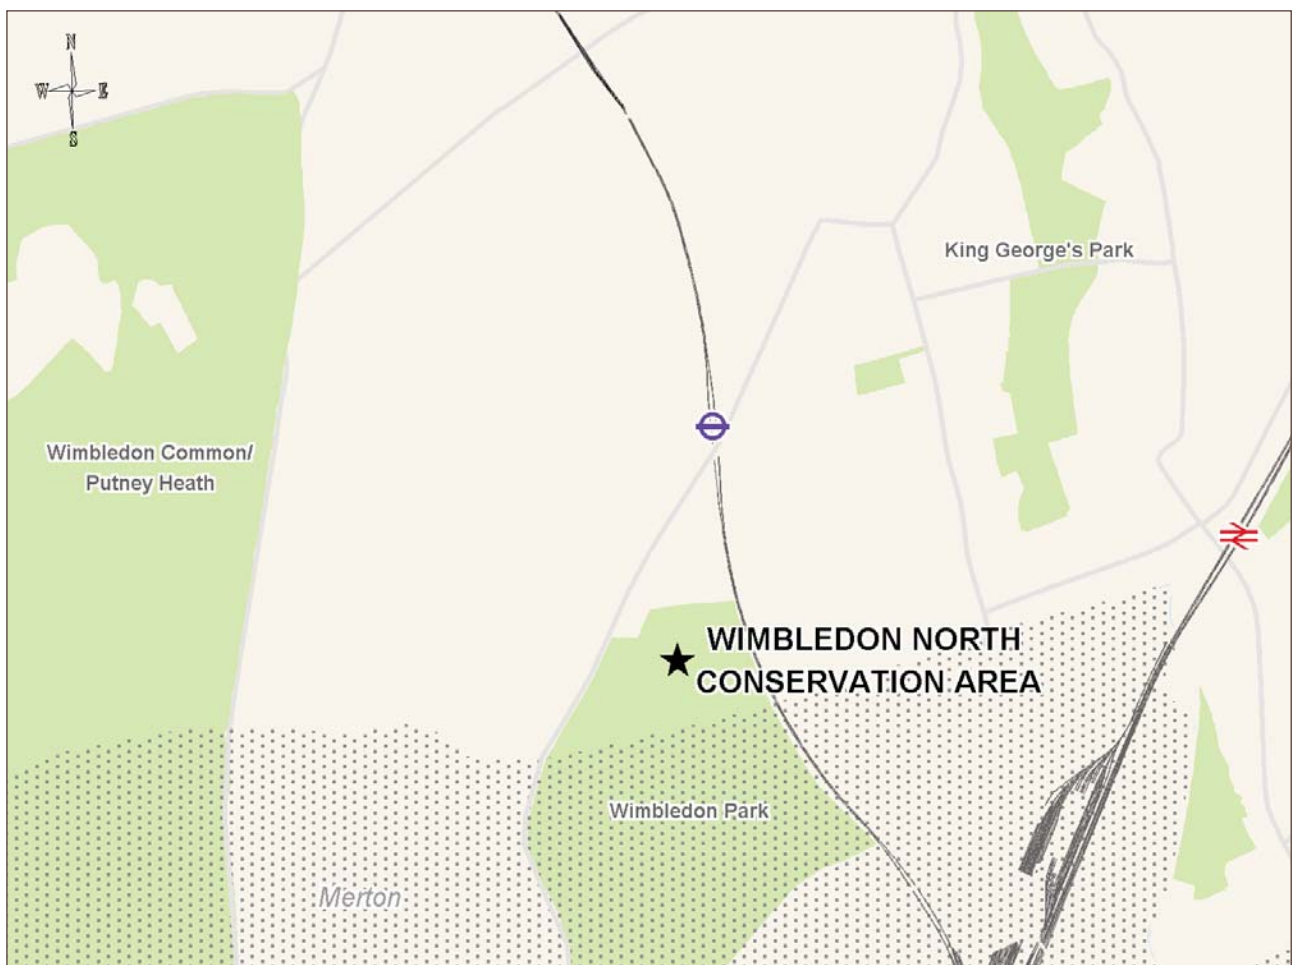 N
W E
S
King George's Park
Wimbledon Common/
Putney Heath
WIMBLEDON NORTH
CONSERVATION AREA
Wimbledon Park
Merton